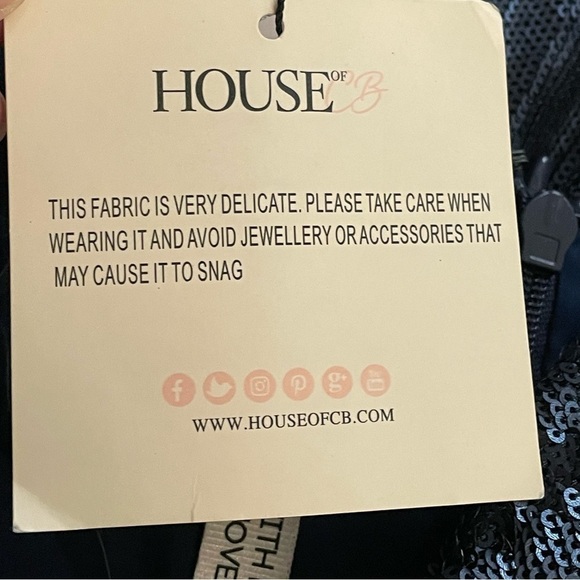 HOUSE OF CB
THIS FABRIC IS VERY DELICATE. PLEASE TAKE CARE WHEN
WEARING IT AND AVOID JEWELLERY OR ACCESSORIES THAT
MAY CAUSE IT TO SNAG
f g+ You
WWW.HOUSEOFCB.COM